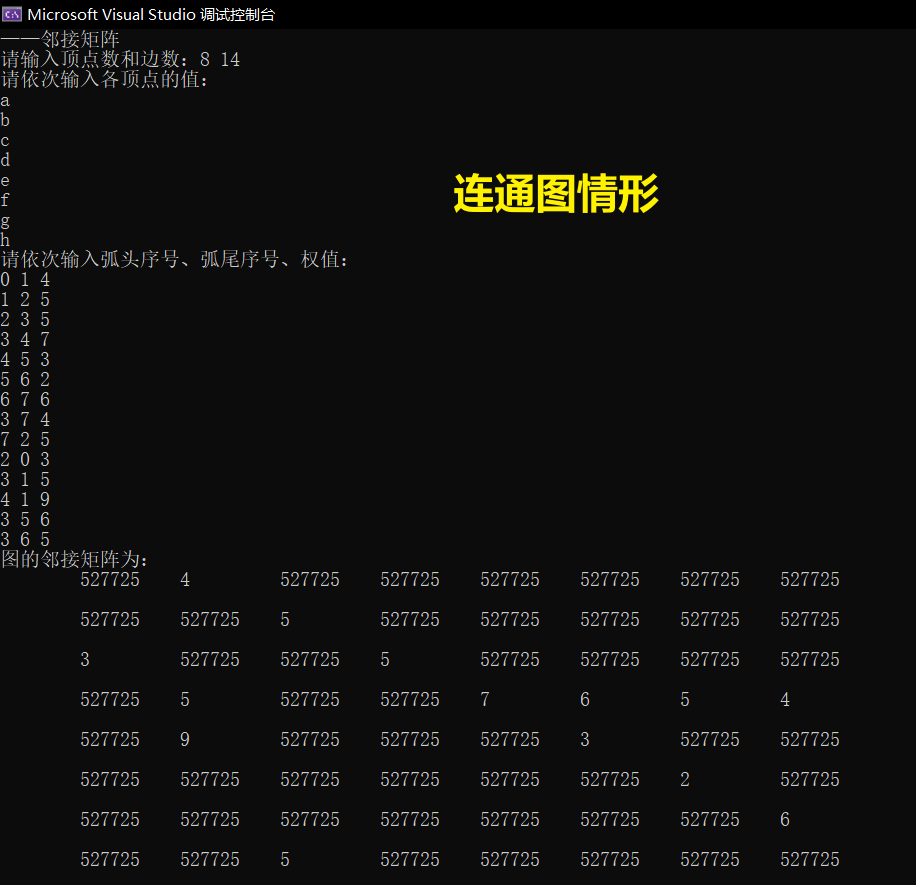 Microsoft Visual Studio 调试控制台
——邻接矩阵
请输入顶点数和边数：8 14
请依次输入各顶点的值：
a
b
c
d
e
f
g
h
连通图情形
请依次输入弧头序号、弧尾序号、权值：
0 1 4
1 2 5
2 3 5
3 4 7
4 5 3
5 6 2
6 7 6
3 7 4
7 2 5
2 0 3
3 1 5
4 1 9
3 5 6
3 6 5
图的邻接矩阵为：
527725 4 527725 527725 527725 527725 527725 527725
527725 527725 5 527725 527725 527725 527725 527725
3 527725 527725 5 527725 527725 527725 527725
527725 5 527725 527725 7 6 5 4
527725 9 527725 527725 527725 3 527725 527725
527725 527725 527725 527725 527725 527725 2 527725
527725 527725 527725 527725 527725 527725 527725 6
527725 527725 5 527725 527725 527725 527725 527725